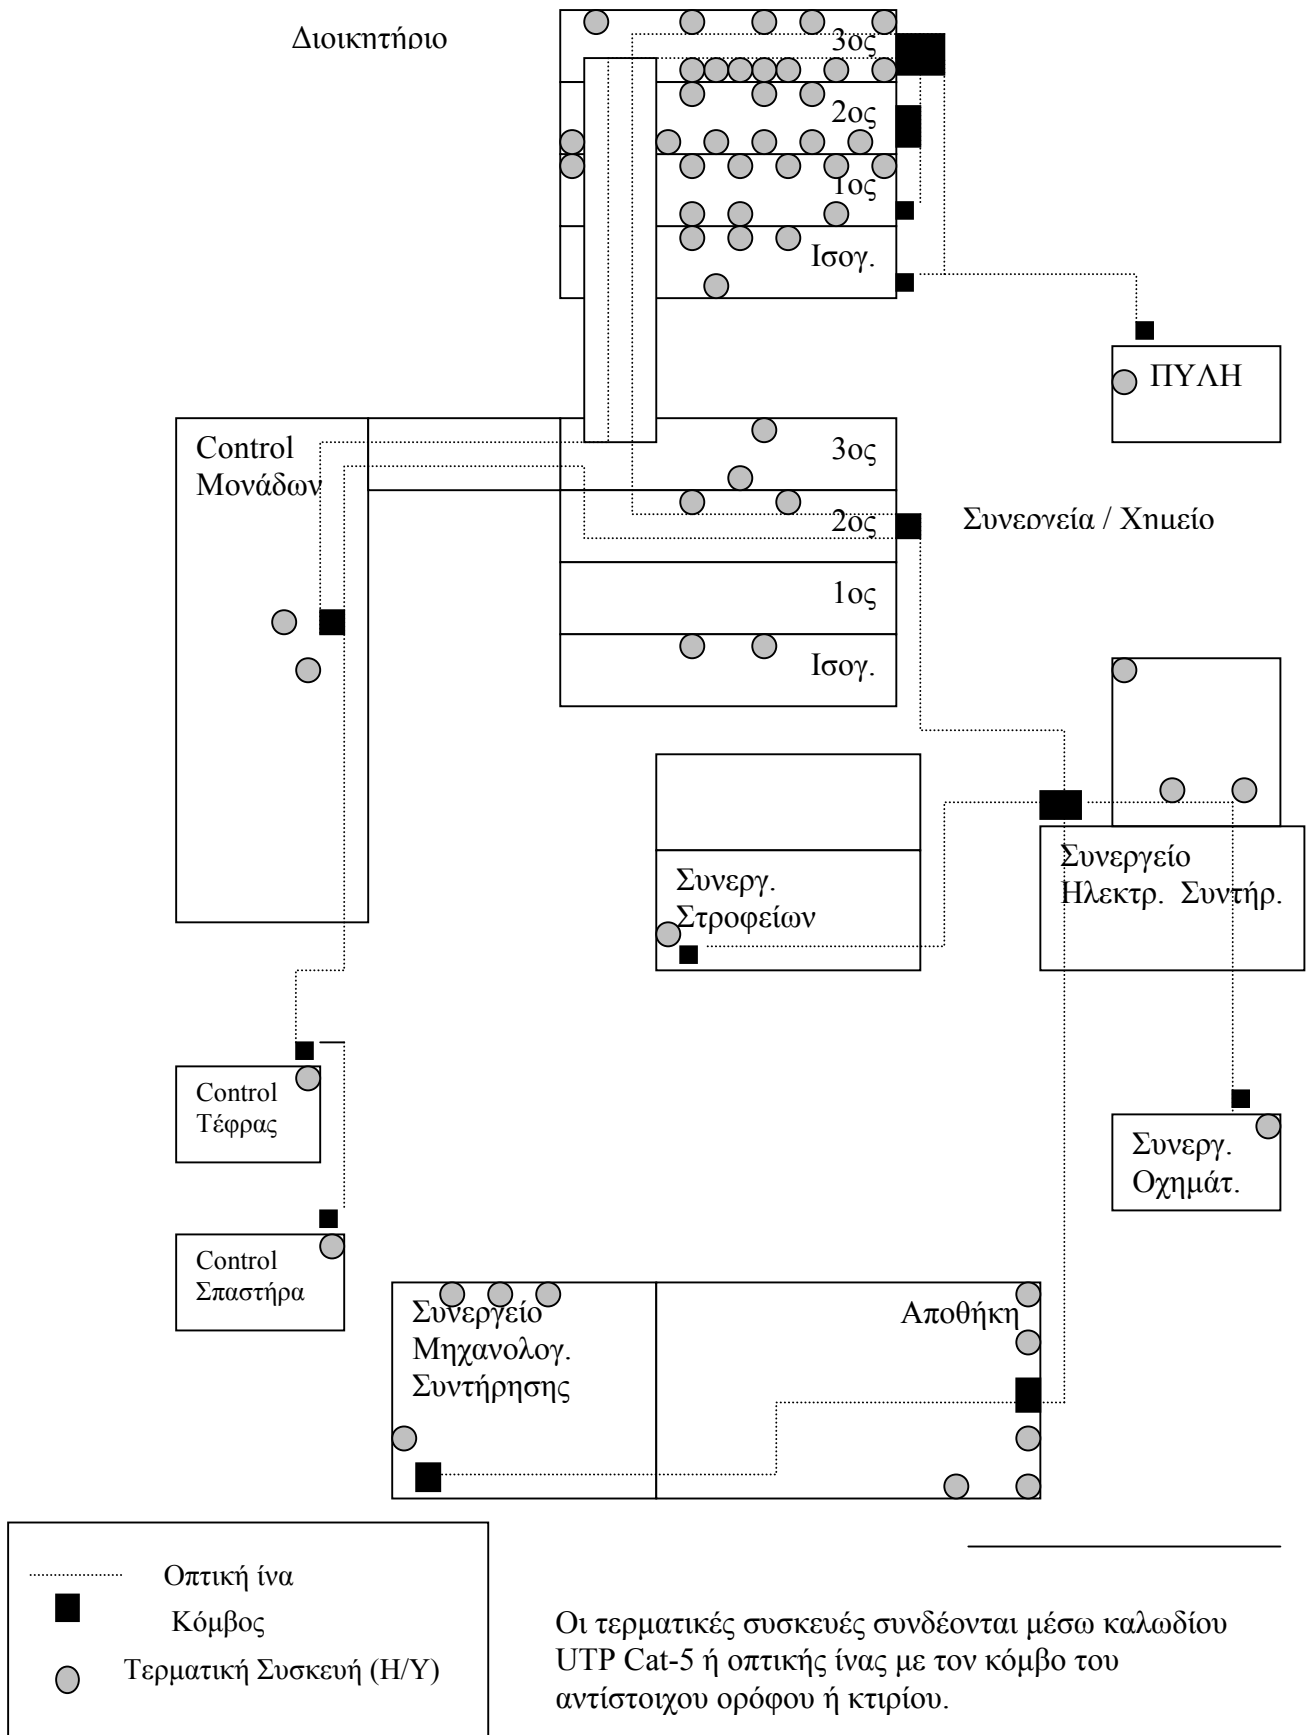 Διοικητήριο
3ος
2ος
1ος
Ισογ.
ΠΥΛΗ
Control
Μονάδων
3ος
2ος
Συνεργεία / Χημείο
1ος
Ισογ.
Συνεργείο
Ηλεκτρ. Συντήρ.
Συνεργ.
Στροφείων
Control
Τέφρας
Συνεργ.
Οχημάτ.
Control
Σπαστήρα
Συνεργείο
Μηχανολογ.
Συντήρησης
Αποθήκη
Οπτική ίνα
Κόμβος
Τερματική Συσκευή (Η/Υ)
Οι τερματικές συσκευές συνδέονται μέσω καλωδίου
UTP Cat-5 ή οπτικής ίνας με τον κόμβο του
αντίστοιχου ορόφου ή κτιρίου.